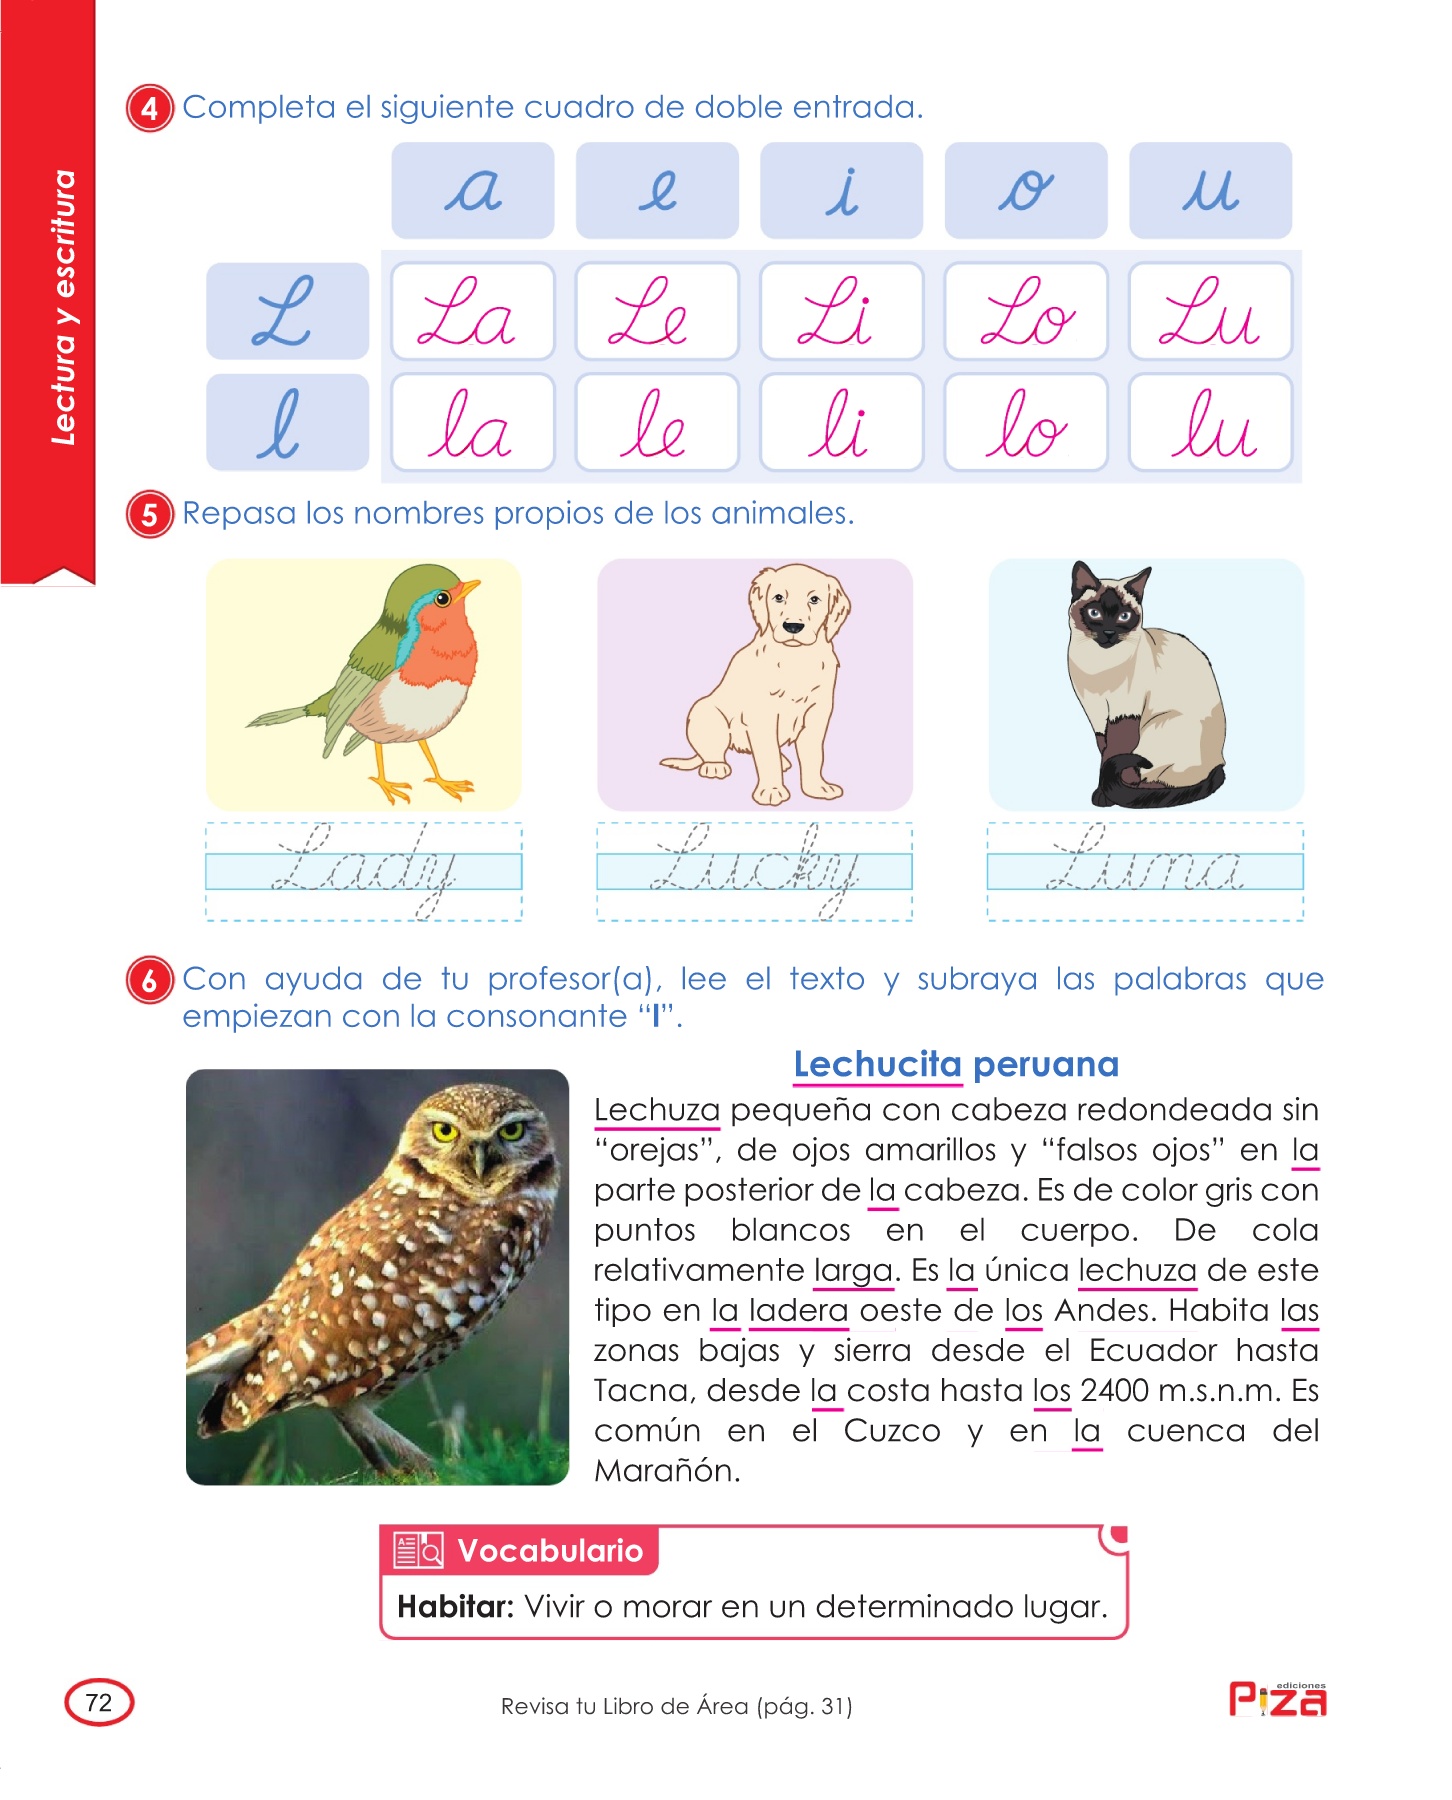 Lectura y escritura
4 Completa el siguiente cuadro de doble entrada.
a e i o u
L La Le Li Lo Lu
l la le li lo lu
5 Repasa los nombres propios de los animales.
Lady Lucky Luna
6 Con ayuda de tu profesor(a), lee el texto y subraya las palabras que
empiezan con la consonante “l”.
Lechucita peruana
Lechuza pequeña con cabeza redondeada sin
“orejas”, de ojos amarillos y “falsos ojos” en la
parte posterior de la cabeza. Es de color gris con
puntos blancos en el cuerpo. De cola
relativamente larga. Es la única lechuza de este
tipo en la ladera oeste de los Andes. Habita las
zonas bajas y sierra desde el Ecuador hasta
Tacna, desde la costa hasta los 2400 m.s.n.m. Es
común en el Cuzco y en la cuenca del
Marañón.
Vocabulario
Habitar: Vivir o morar en un determinado lugar.
72
Revisa tu Libro de Área (pág. 31)
ediciones
Piza